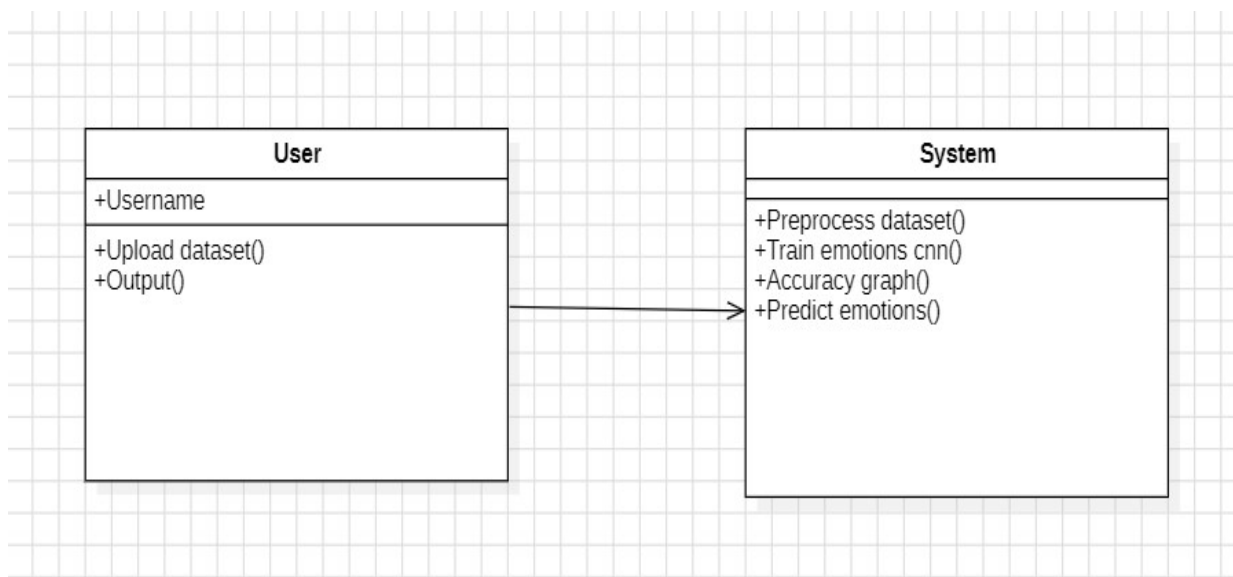 User
+Username
+Upload dataset()
+Output()
System
+Preprocess dataset()
+Train emotions cnn()
+Accuracy graph()
+Predict emotions()